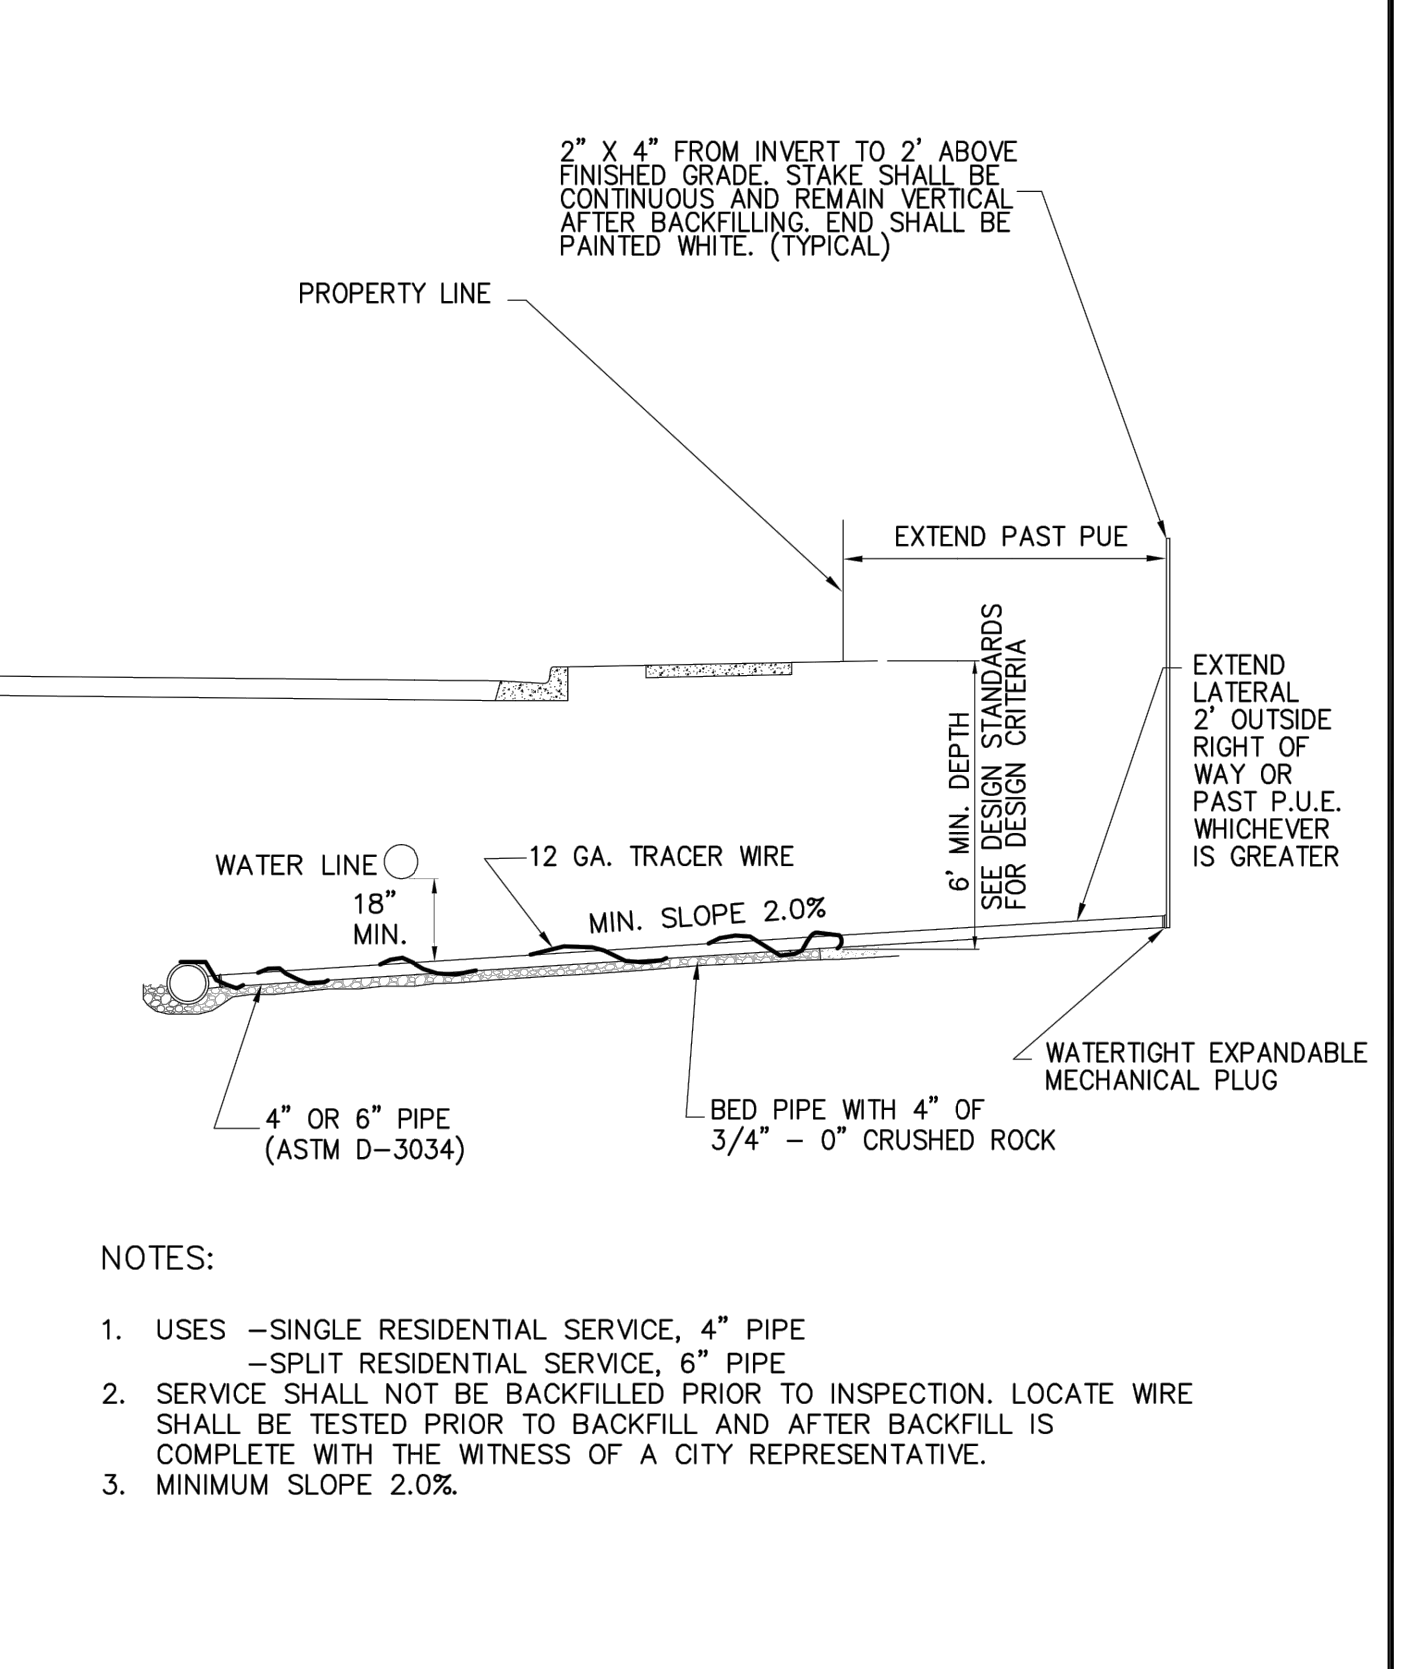 2” X 4” FROM INVERT TO 2’ ABOVE
FINISHED GRADE. STAKE SHALL BE
CONTINUOUS AND REMAIN VERTICAL
AFTER BACKFILLING. END SHALL BE
PAINTED WHITE. (TYPICAL)
PROPERTY LINE
EXTEND PAST PUE
6’ MIN. DEPTH
SEE DESIGN STANDARDS
FOR DESIGN CRITERIA
EXTEND
LATERAL
2’ OUTSIDE
RIGHT OF
WAY OR
PAST P.U.E.
WHICHEVER
IS GREATER
WATER LINE
12 GA. TRACER WIRE
18”
MIN.
MIN. SLOPE 2.0%
WATERTIGHT EXPANDABLE
MECHANICAL PLUG
4” OR 6” PIPE
(ASTM D–3034)
BED PIPE WITH 4” OF
3/4” – 0” CRUSHED ROCK
NOTES:
1. USES –SINGLE RESIDENTIAL SERVICE, 4” PIPE
–SPLIT RESIDENTIAL SERVICE, 6” PIPE
2. SERVICE SHALL NOT BE BACKFILLED PRIOR TO INSPECTION. LOCATE WIRE
SHALL BE TESTED PRIOR TO BACKFILL AND AFTER BACKFILL IS
COMPLETE WITH THE WITNESS OF A CITY REPRESENTATIVE.
3. MINIMUM SLOPE 2.0%.